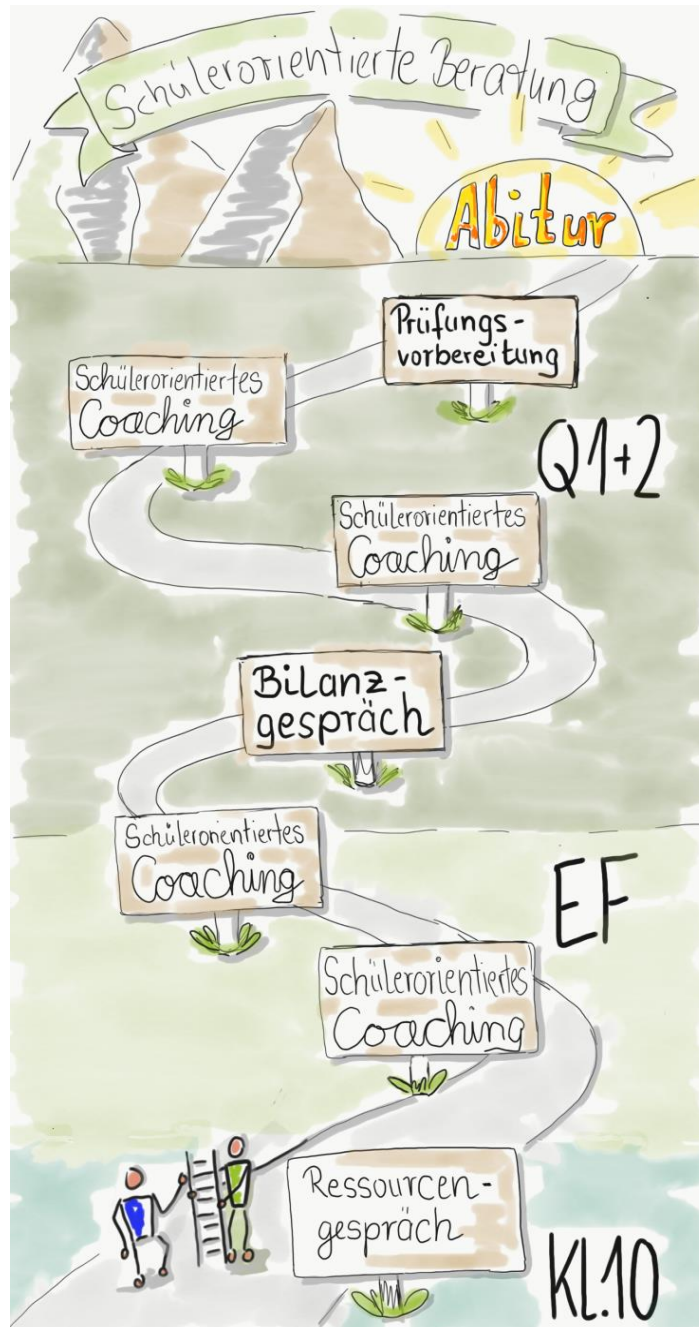 Schülerorientierte Beratung
Abitur
Prüfungs-
vorbereitung
Schülerorientiertes
Coaching
Q1+2
Schülerorientiertes
Coaching
Bilanz-
gespräch
Schülerorientiertes
Coaching
EF
Schülerorientiertes
Coaching
Ressourcen-
gespräch
Kl.10